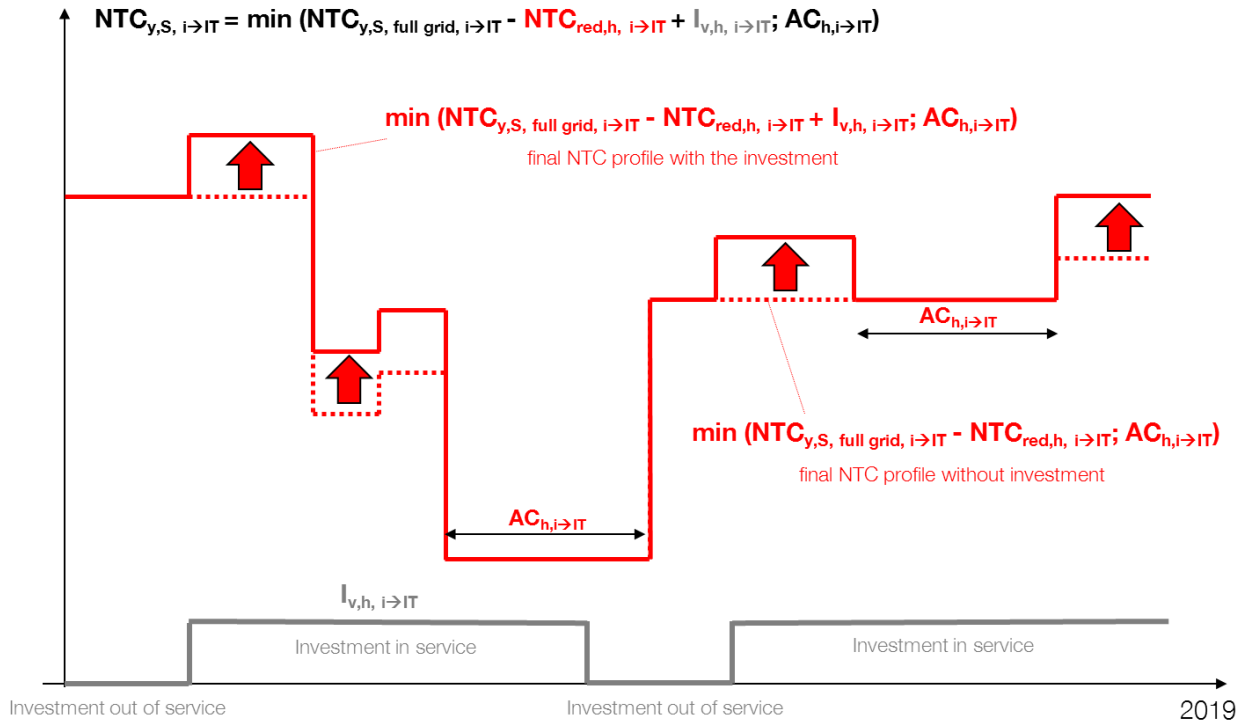 NTCy,S, i→IT = min (NTCy,S, full grid, i→IT - NTCred,h, i→IT + Iv,h, i→IT; ACh,i→IT)
min (NTCy,S, full grid, i→IT - NTCred,h, i→IT + Iv,h, i→IT; ACh,i→IT)
final NTC profile with the investment
ACh,i→IT
min (NTCy,S, full grid, i→IT - NTCred,h, i→IT; ACh,i→IT)
final NTC profile without investment
ACh,i→IT
Iv,h, i→IT
Investment in service
Investment in service
Investment out of service
Investment out of service
2019